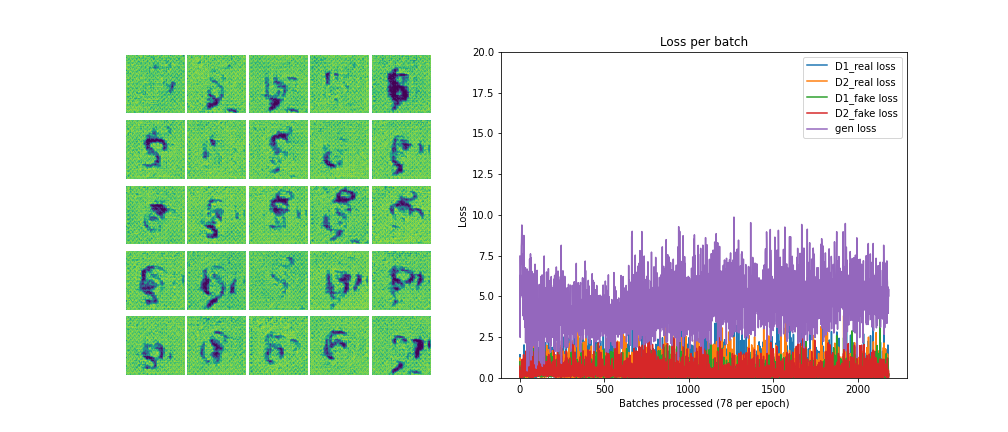 Loss per batch
20.0
17.5
15.0
12.5
10.0
7.5
5.0
2.5
0.0
Loss
D1_real loss
D2_real loss
D1_fake loss
D2_fake loss
gen loss
0 500 1000 1500 2000
Batches processed (78 per epoch)